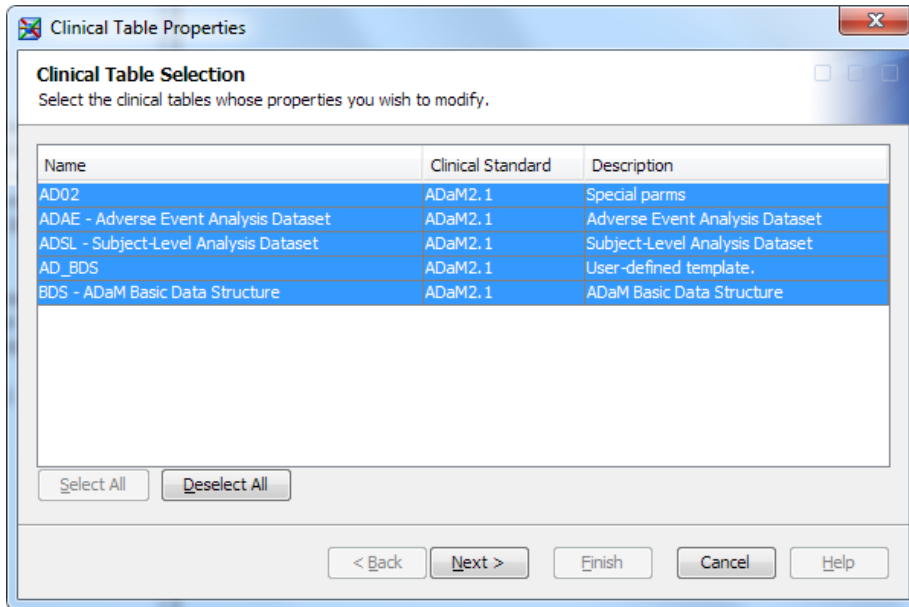 Clinical Table Properties
Clinical Table Selection
Select the clinical tables whose properties you wish to modify.
Name Clinical Standard Description
AD02 ADaM2.1 Special parms
ADAE - Adverse Event Analysis Dataset ADaM2.1 Adverse Event Analysis Dataset
ADSL - Subject-Level Analysis Dataset ADaM2.1 Subject-Level Analysis Dataset
AD_BDS ADaM2.1 User-defined template.
BDS - ADaM Basic Data Structure ADaM2.1 ADaM Basic Data Structure
Select All Deselect All
< Back Next > Finish Cancel Help